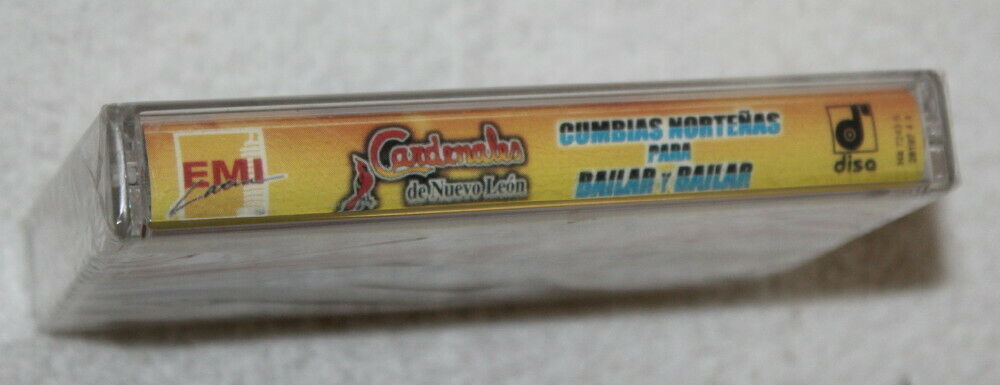 EMI
Latin
Cardenales
de Nuevo León
CUMBIAS NORTEÑAS
PARA
BAILAR Y BAILAR
disa